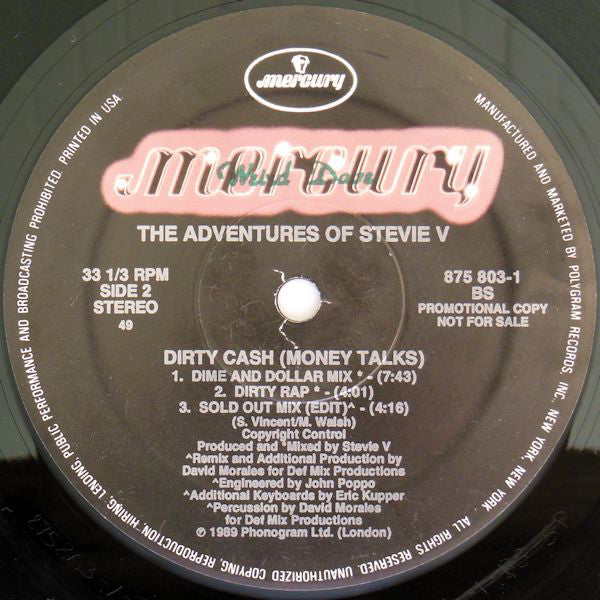 mercury
mercury
Weird Dave
THE ADVENTURES OF STEVIE V
33 1/3 RPM
SIDE 2
STEREO
49
875 803-1
BS
PROMOTIONAL COPY
NOT FOR SALE
DIRTY CASH (MONEY TALKS)
1. DIME AND DOLLAR MIX * - (7:43)
2. DIRTY RAP * - (4:01)
3. SOLD OUT MIX (EDIT)^ - (4:16)
(S. Vincent/M. Walsh)
Copyright Control
Produced and *Mixed by Stevie V
^Remix and Additional Production by
David Morales for Def Mix Productions
^Engineered by John Poppo
^Additional Keyboards by Eric Kupper
^Percussion by David Morales
for Def Mix Productions
℗ © 1989 Phonogram Ltd. (London)
MANUFACTURED AND MARKETED BY POLYGRAM RECORDS, INC. NEW YORK, NEW YORK · ALL RIGHTS RESERVED. UNAUTHORIZED COPYING, REPRODUCTION, HIRING, LENDING PUBLIC PERFORMANCE AND BROADCASTING PROHIBITED. PRINTED IN USA.